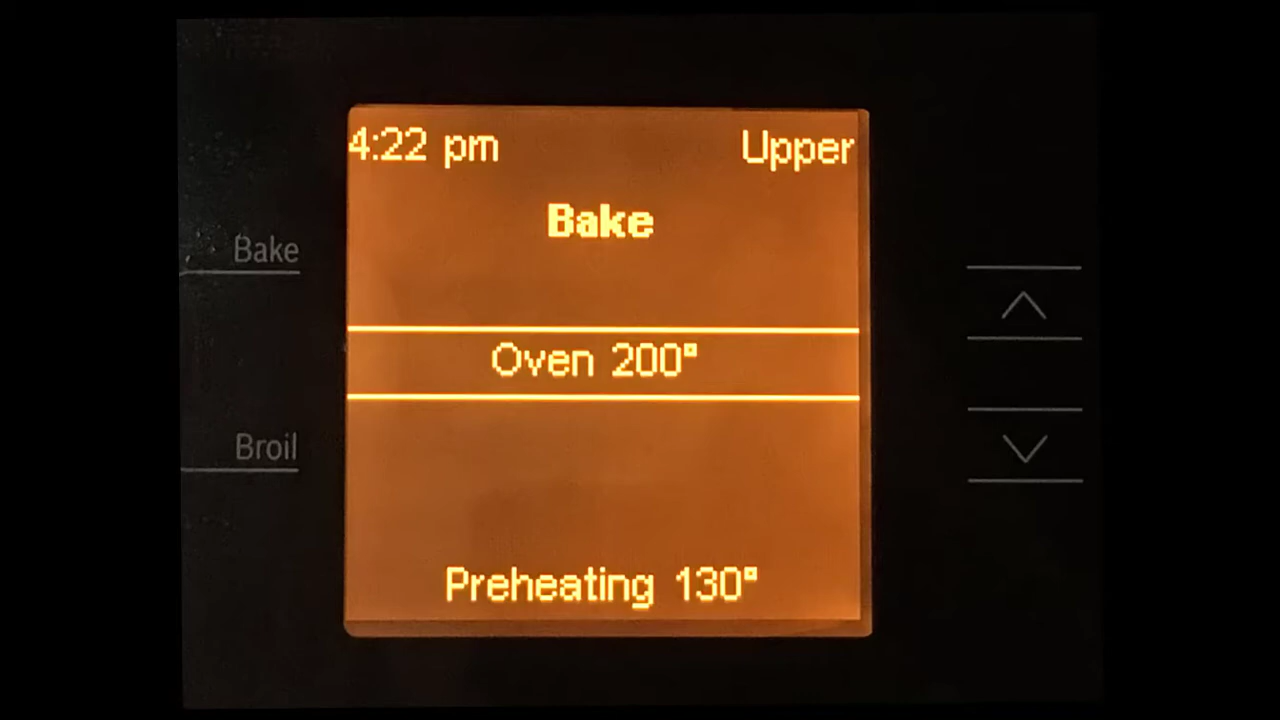 4:22 pm Upper
Bake
Bake
Oven 200°
Broil
Preheating 130°